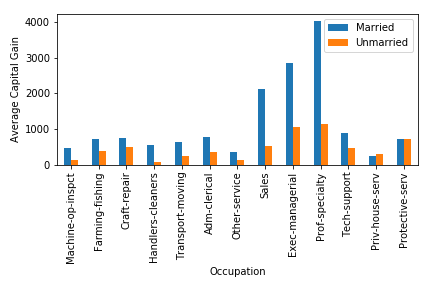 Married
Unmarried
Average Capital Gain
4000
3000
2000
1000
0
Machine-op-inspct
Farming-fishing
Craft-repair
Handlers-cleaners
Transport-moving
Adm-clerical
Other-service
Sales
Exec-managerial
Prof-specialty
Tech-support
Priv-house-serv
Protective-serv
Occupation